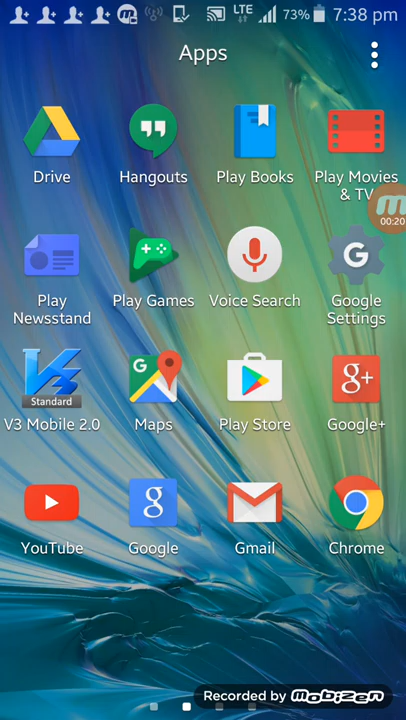 LTE 73% 7:38 pm
Apps
Drive Hangouts Play Books Play Movies & TV
00:20
Play Newsstand Play Games Voice Search Google Settings
Standard
V3 Mobile 2.0 Maps Play Store Google+
YouTube Google Gmail Chrome
Recorded by mobizen